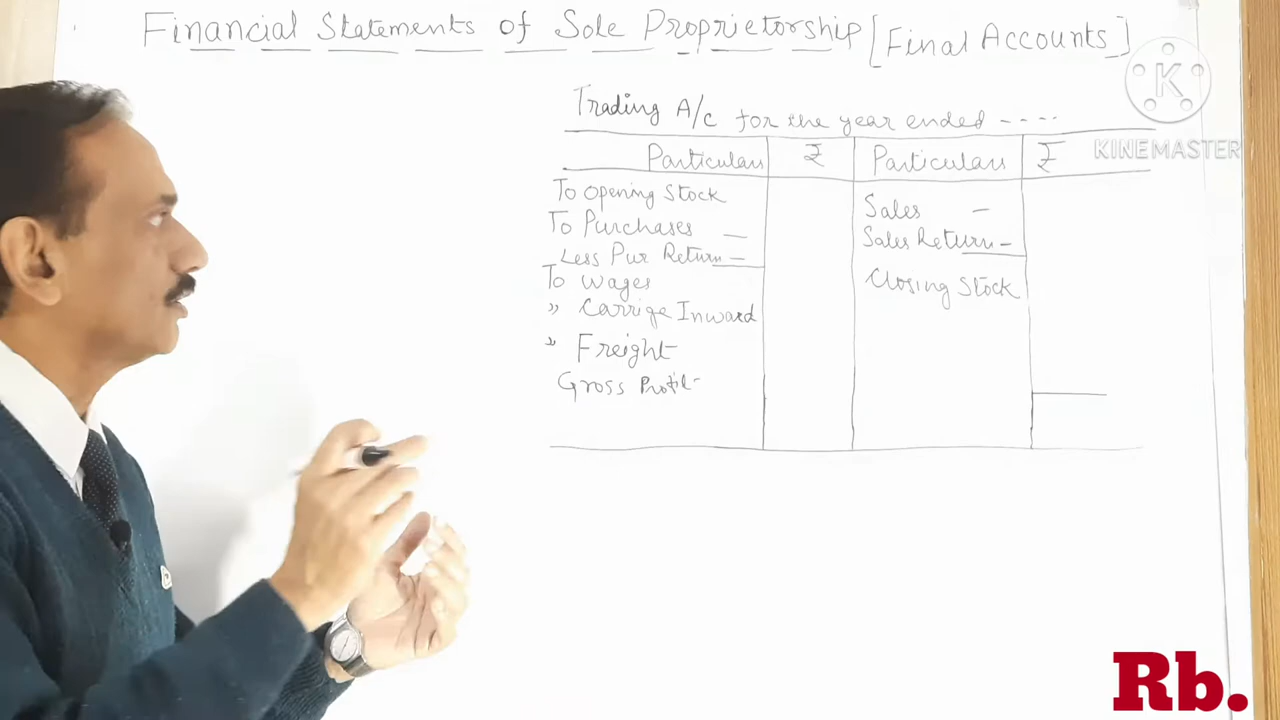 Financial Statements of Sole Proprietorship [Final Accounts]
Trading A/c for the year ended ----
Particulars ₹ Particulars ₹
To Opening Stock
To Purchases —
Less Pur Return —
To Wages
" Carrige Inward
" Freight
Gross Profit
Sales —
Sales Return —
Closing Stock
K
KINEMASTER
Rb.